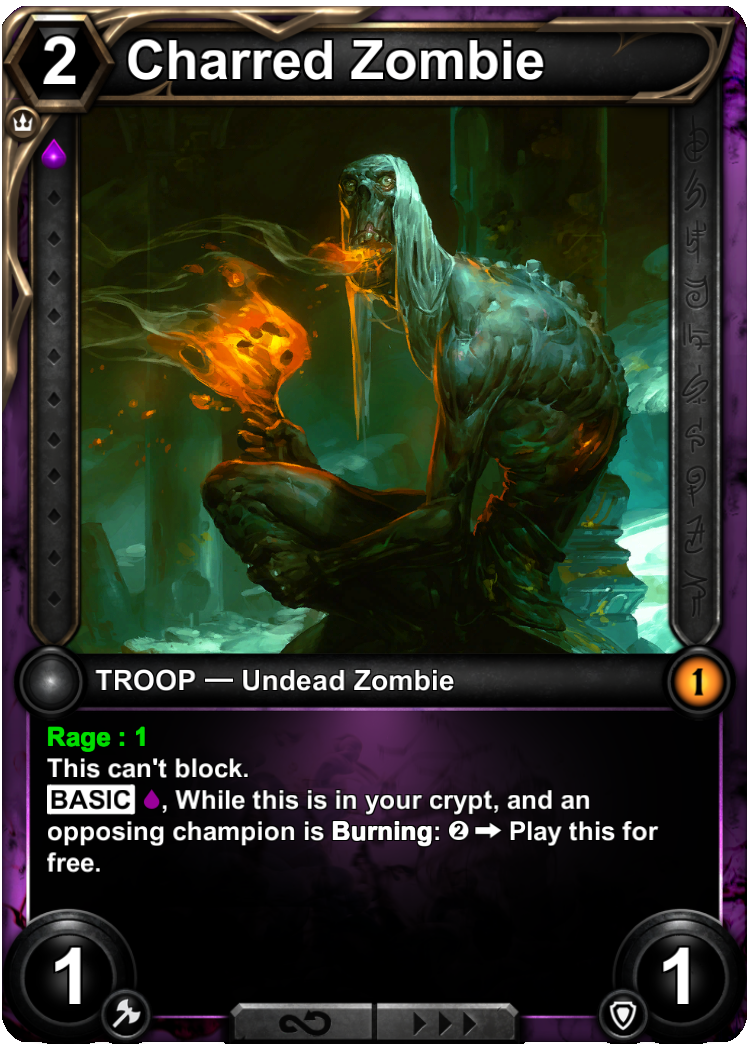 2 Charred Zombie
TROOP — Undead Zombie 1
Rage : 1
This can't block.
BASIC , While this is in your crypt, and an
opposing champion is Burning: ❷ ➡ Play this for
free.
1 1